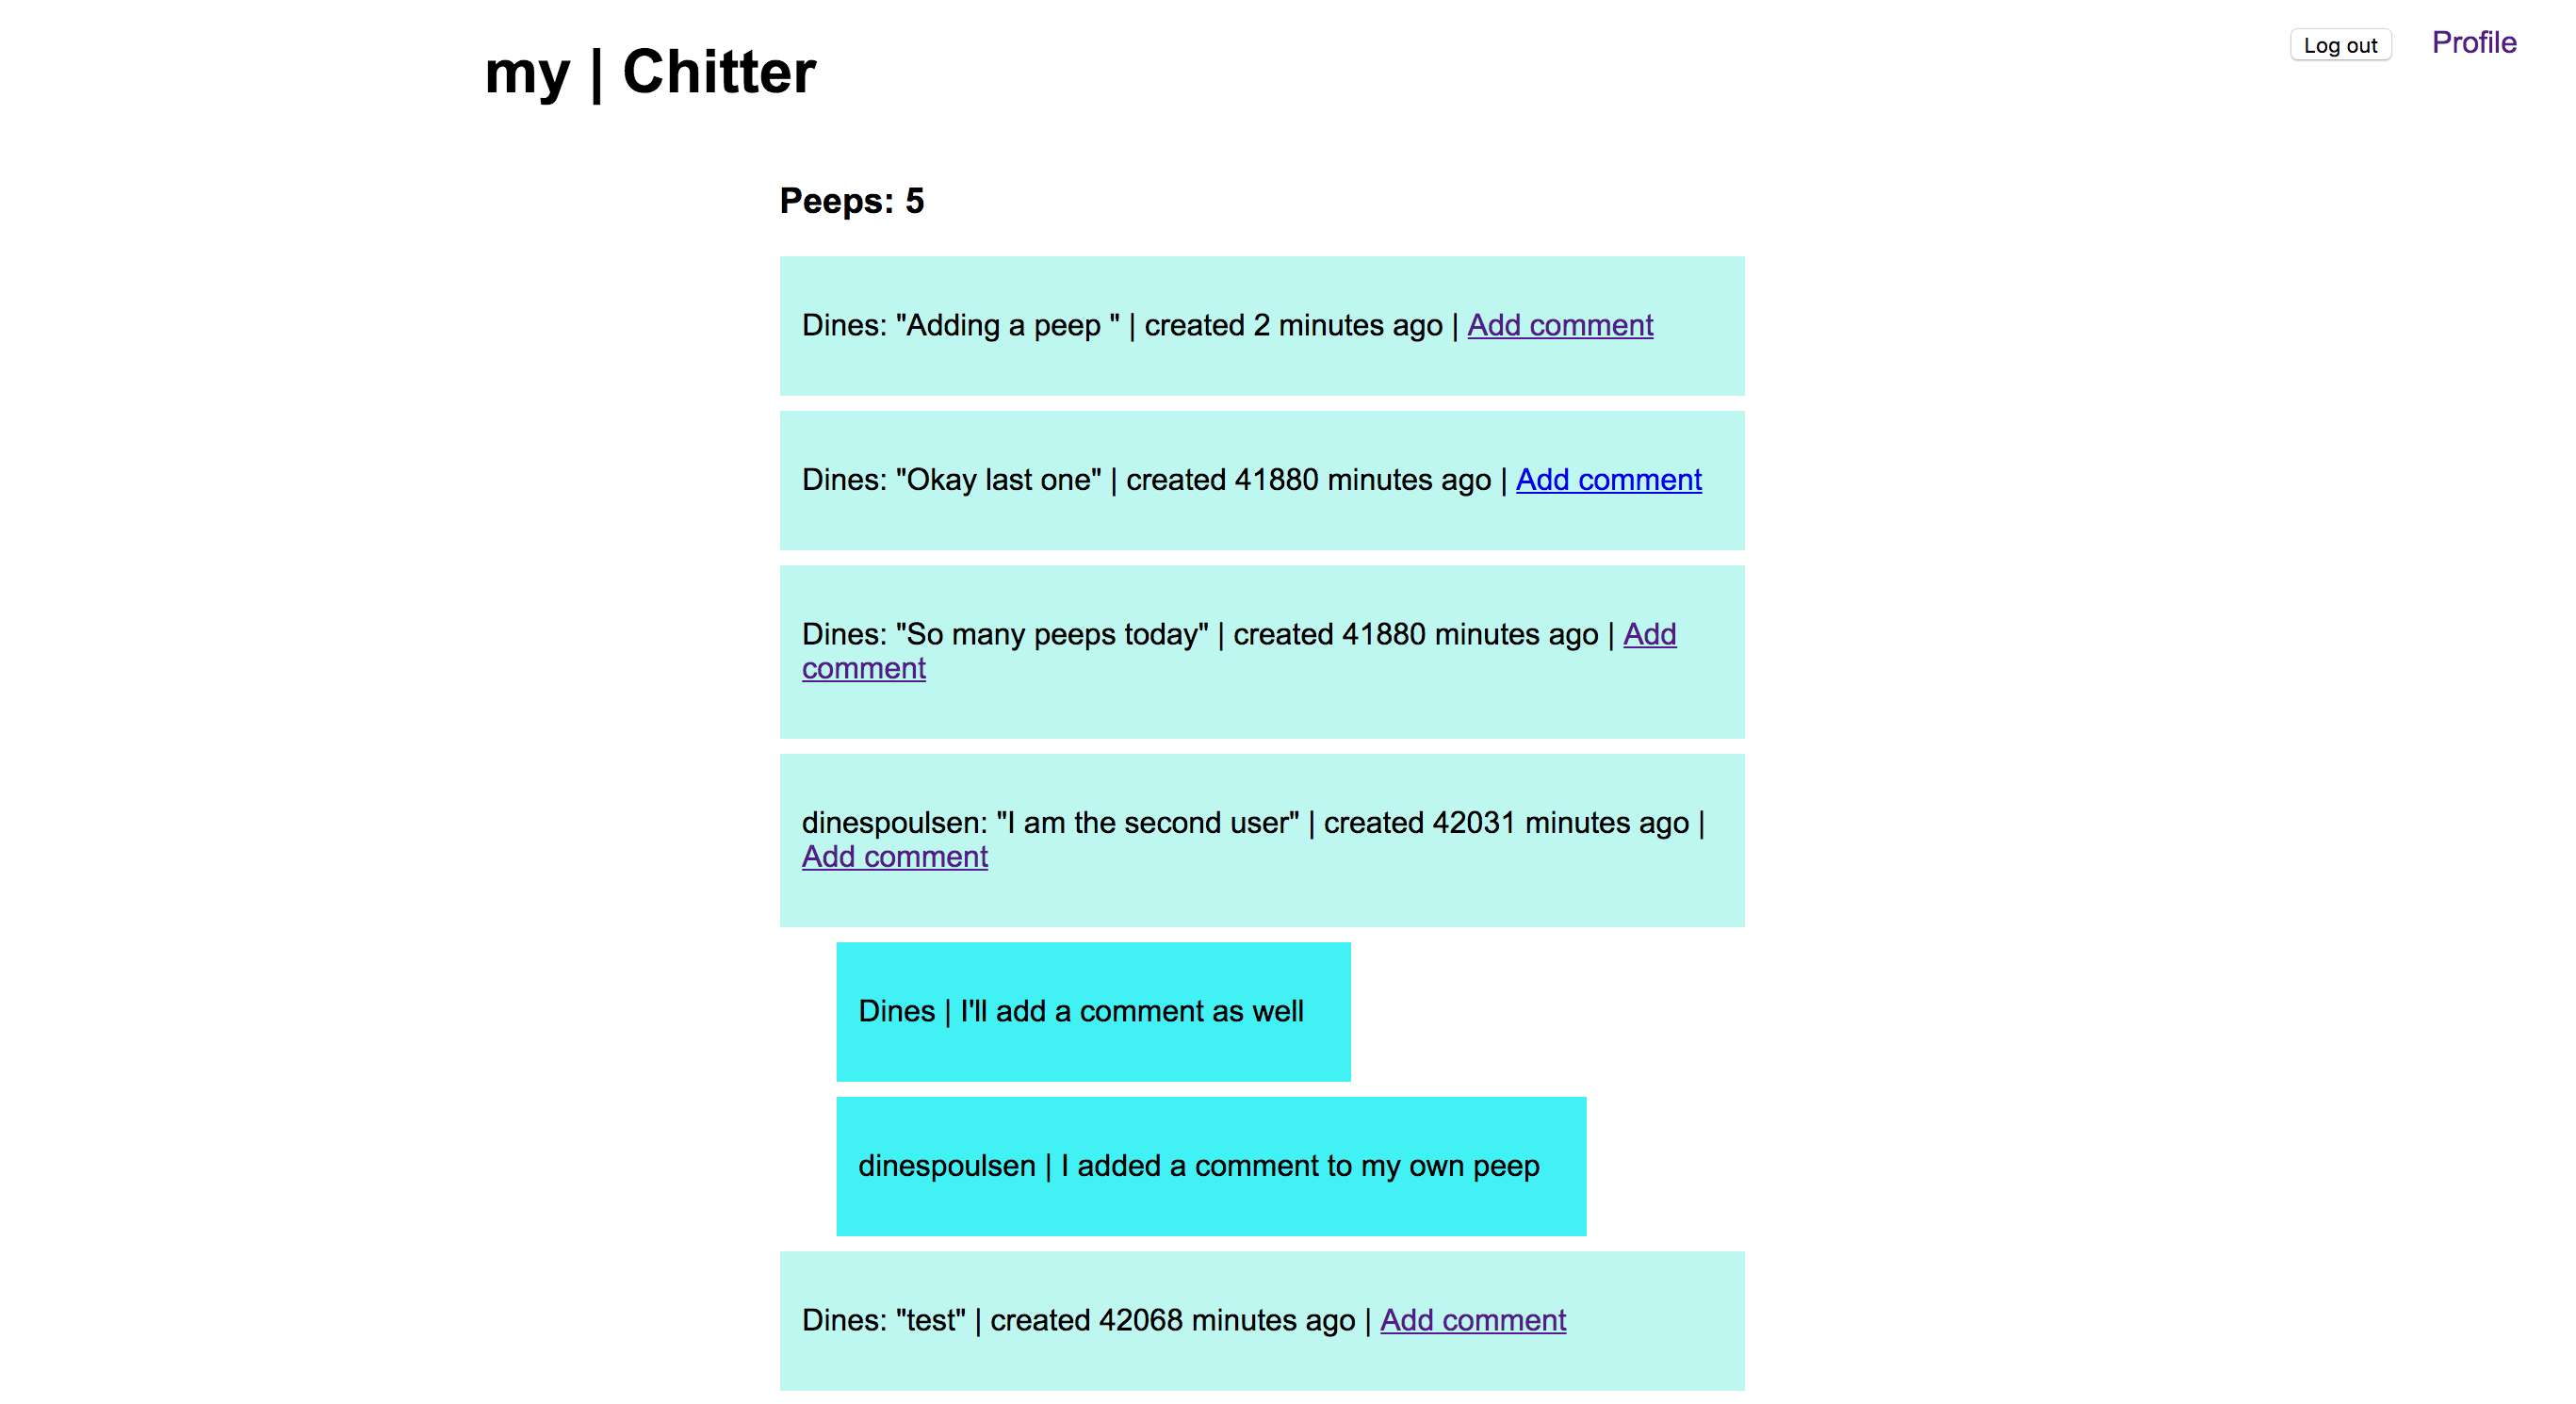 my | Chitter
Log out
Profile
Peeps: 5
Dines: "Adding a peep " | created 2 minutes ago | Add comment
Dines: "Okay last one" | created 41880 minutes ago | Add comment
Dines: "So many peeps today" | created 41880 minutes ago | Add
comment
dinespoulsen: "I am the second user" | created 42031 minutes ago |
Add comment
Dines | I'll add a comment as well
dinespoulsen | I added a comment to my own peep
Dines: "test" | created 42068 minutes ago | Add comment